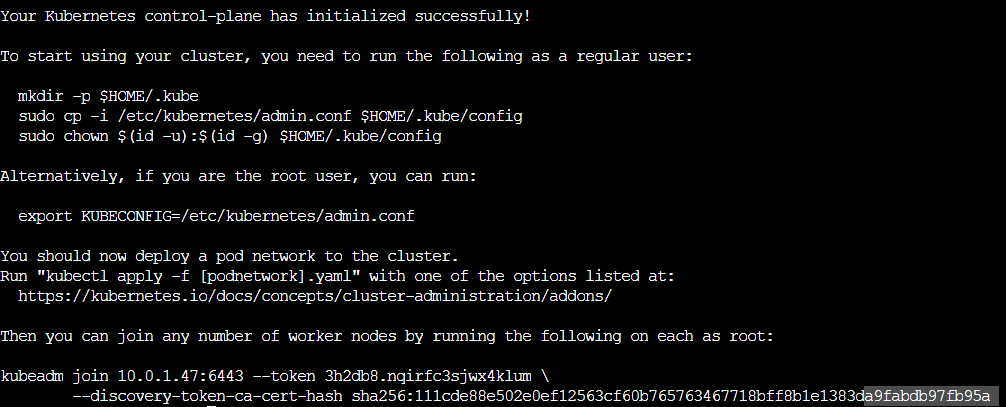 Your Kubernetes control-plane has initialized successfully!
To start using your cluster, you need to run the following as a regular user:
mkdir -p $HOME/.kube
sudo cp -i /etc/kubernetes/admin.conf $HOME/.kube/config
sudo chown $(id -u):$(id -g) $HOME/.kube/config
Alternatively, if you are the root user, you can run:
export KUBECONFIG=/etc/kubernetes/admin.conf
You should now deploy a pod network to the cluster.
Run "kubectl apply -f [podnetwork].yaml" with one of the options listed at:
https://kubernetes.io/docs/concepts/cluster-administration/addons/
Then you can join any number of worker nodes by running the following on each as root:
kubeadm join 10.0.1.47:6443 --token 3h2db8.nqirfc3sjwx4klum \
--discovery-token-ca-cert-hash sha256:111cde88e502e0ef12563cf60b765763467718bff8b1e1383da9fabdb97fb95a